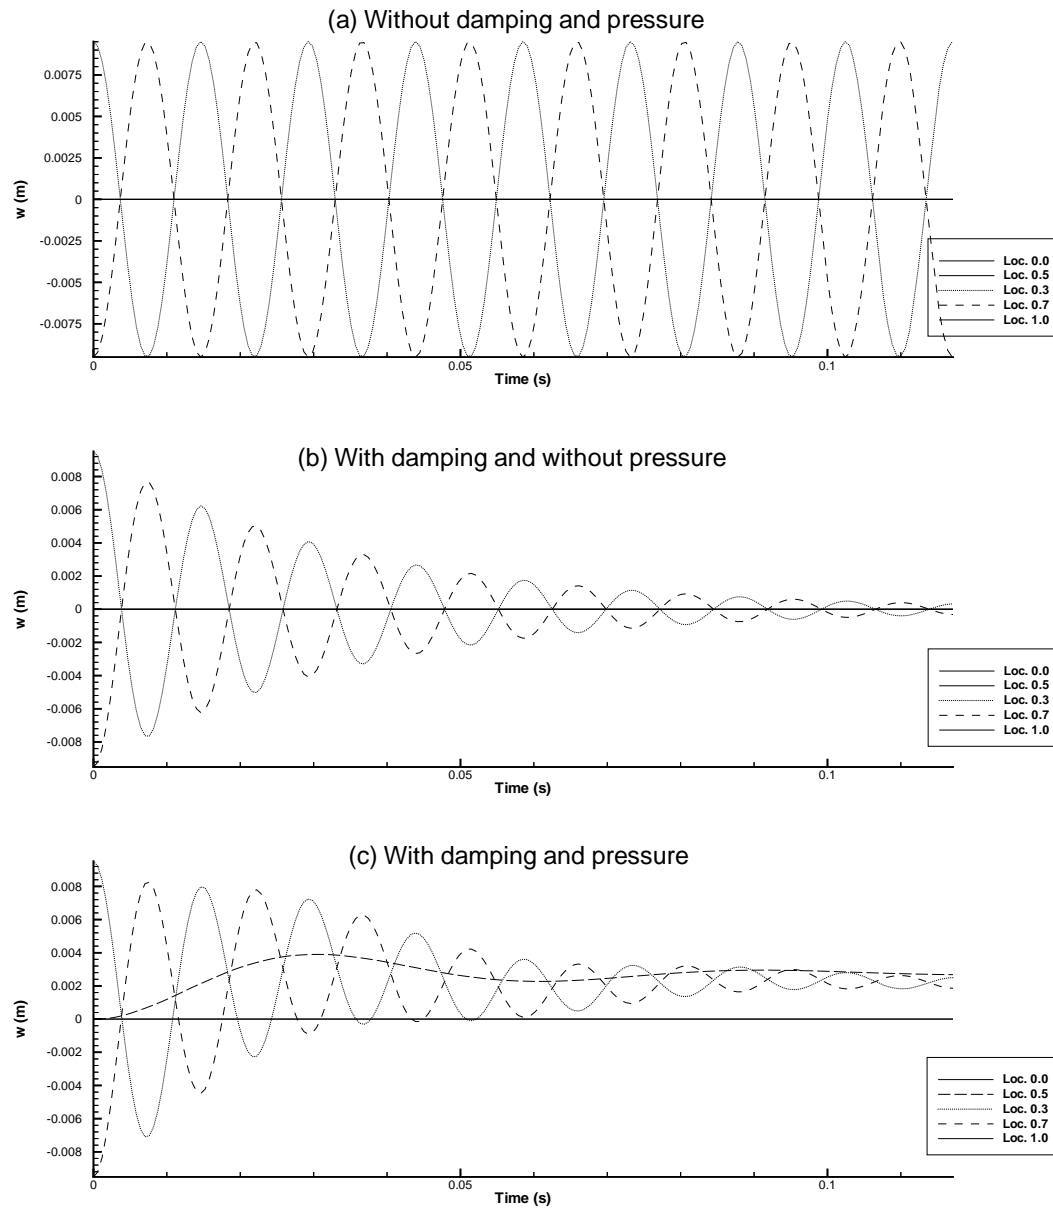 (a) Without damping and pressure
0.0075
0.005
0.0025
0
-0.0025
-0.005
-0.0075
w (m)
0 0.05 0.1
Time (s)
Loc. 0.0
Loc. 0.5
Loc. 0.3
Loc. 0.7
Loc. 1.0
(b) With damping and without pressure
0.008
0.006
0.004
0.002
0
-0.002
-0.004
-0.006
-0.008
w (m)
0 0.05 0.1
Time (s)
Loc. 0.0
Loc. 0.5
Loc. 0.3
Loc. 0.7
Loc. 1.0
(c) With damping and pressure
0.008
0.006
0.004
0.002
0
-0.002
-0.004
-0.006
-0.008
w (m)
0 0.05 0.1
Time (s)
Loc. 0.0
Loc. 0.5
Loc. 0.3
Loc. 0.7
Loc. 1.0